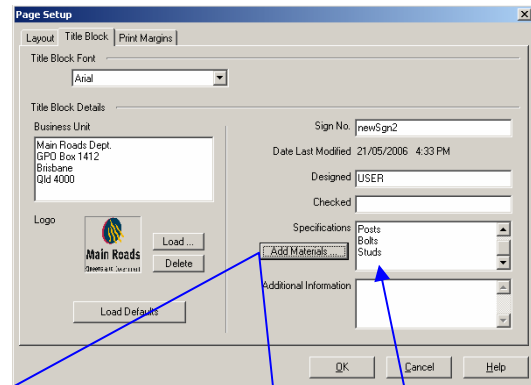 Page Setup
Layout
Title Block
Print Margins
Title Block Font
Arial
Title Block Details
Business Unit
Main Roads Dept.
GPO Box 1412
Brisbane
Qld 4000
Logo
Main Roads
Load ...
Delete
Load Defaults
Sign No. newSgn2
Date Last Modified 21/05/2006 4:33 PM
Designed USER
Checked
Specifications
Posts
Bolts
Studs
Add Materials ...
Additional Information
OK
Cancel
Help